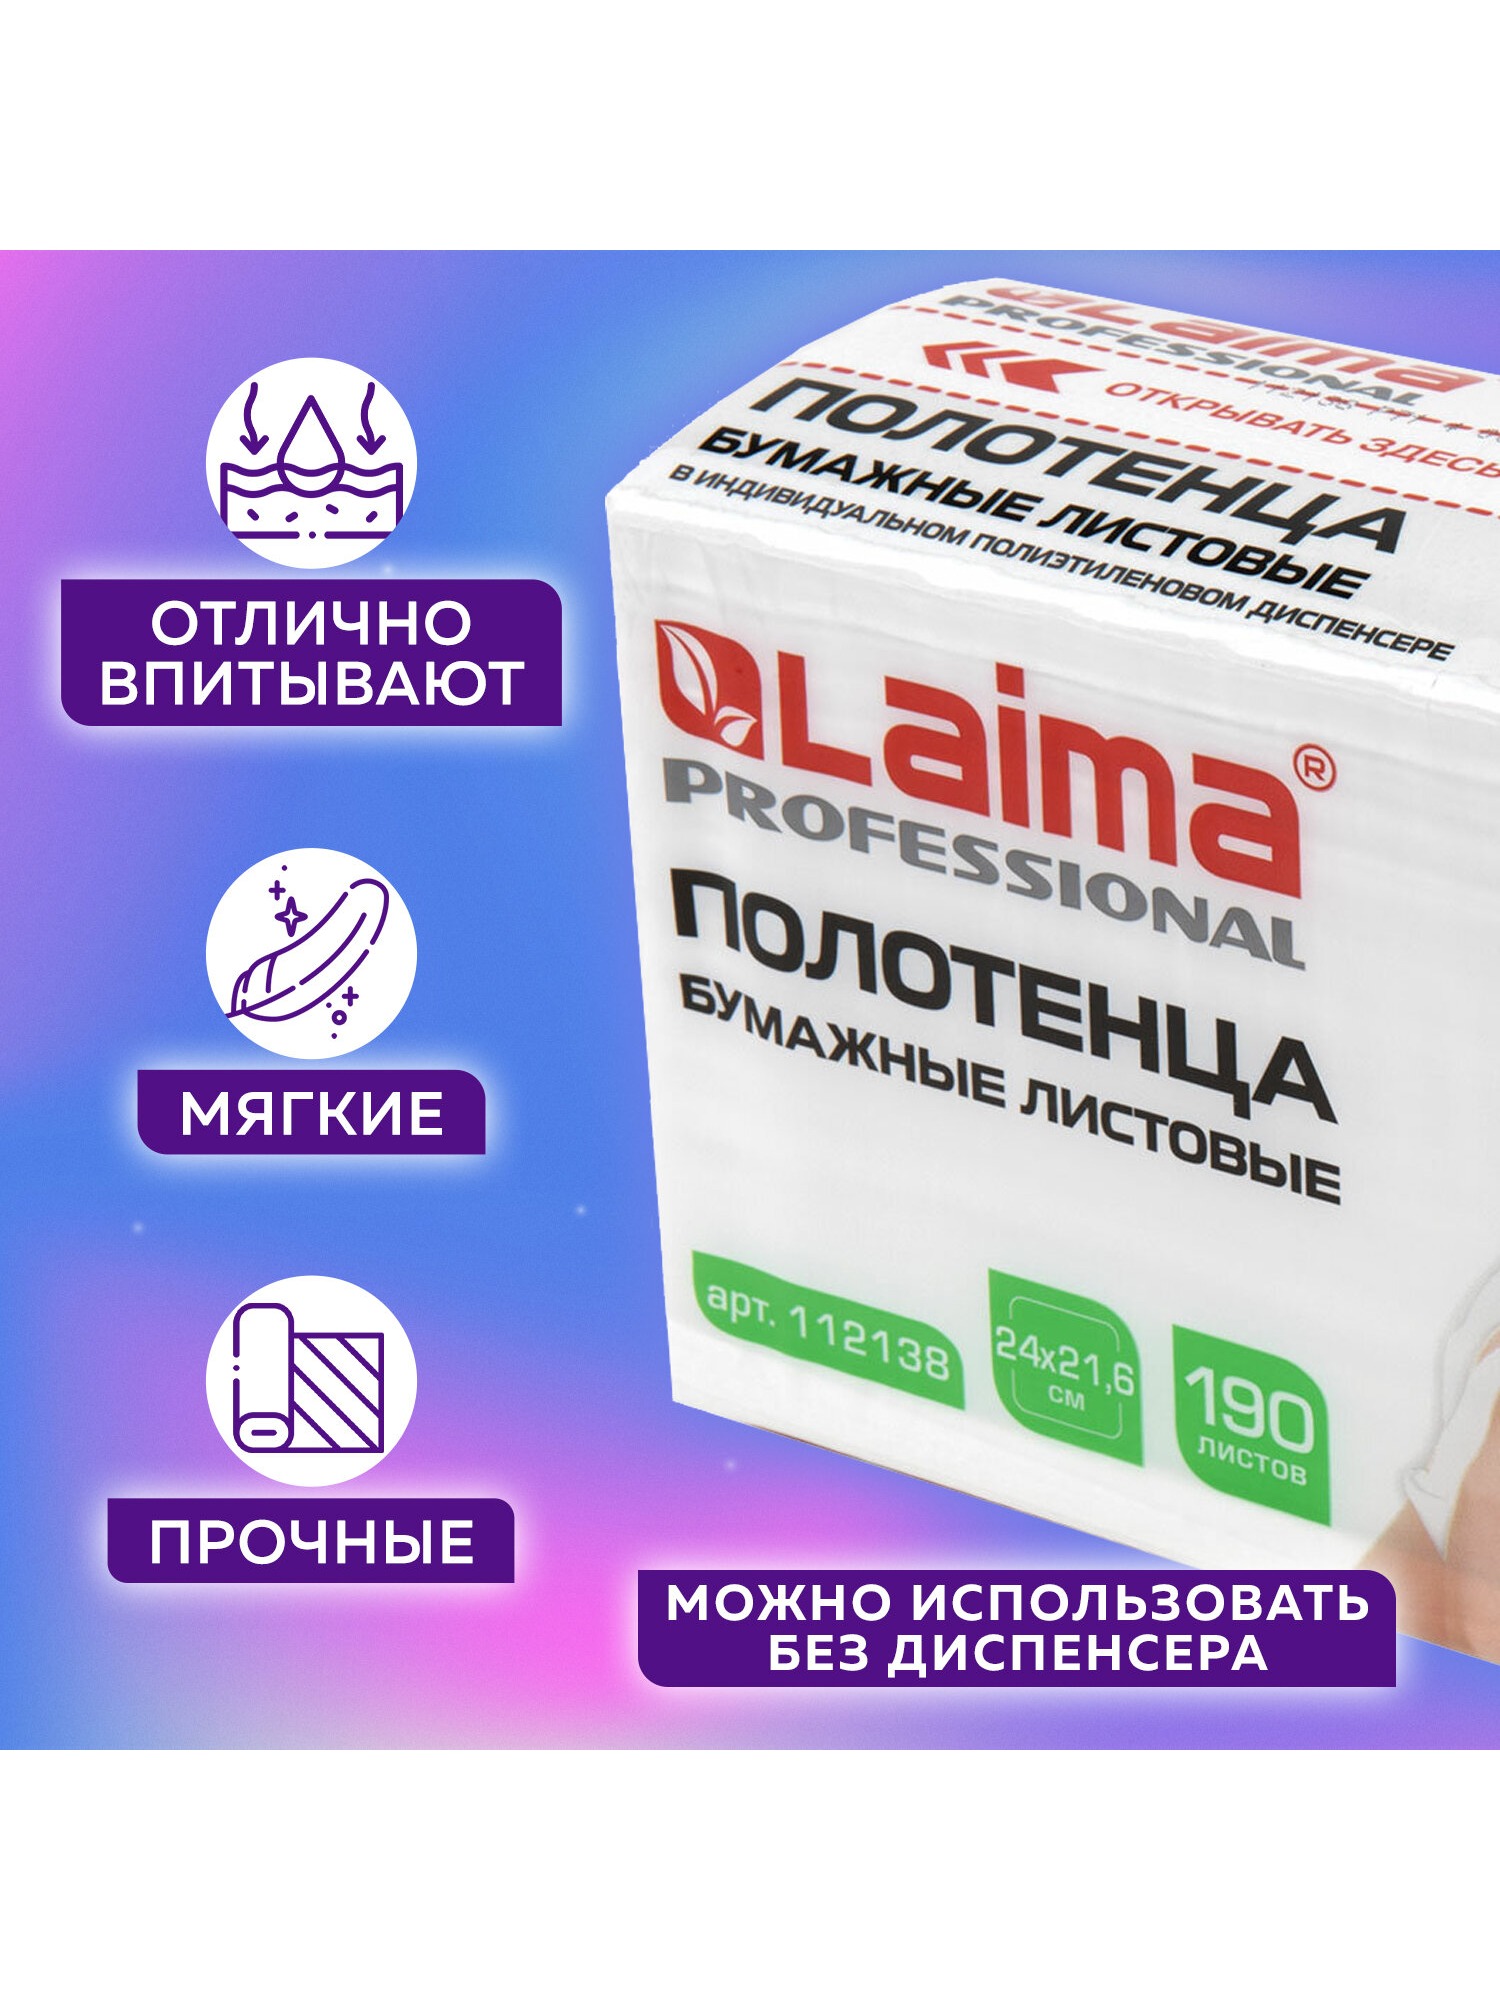 ОТЛИЧНО
ВПИТЫВАЮТ
МЯГКИЕ
ПРОЧНЫЕ
Laima
PROFESSIONAL
ОТКРЫВАТЬ ЗДЕСЬ
ПОЛОТЕНЦА
БУМАЖНЫЕ ЛИСТОВЫЕ
В ИНДИВИДУАЛЬНОМ ПОЛИЭТИЛЕНОВОМ ДИСПЕНСЕРЕ
Laima®
PROFESSIONAL
ПОЛОТЕНЦА
БУМАЖНЫЕ ЛИСТОВЫЕ
арт. 112138
24x21,6
см
190
ЛИСТОВ
МОЖНО ИСПОЛЬЗОВАТЬ
БЕЗ ДИСПЕНСЕРА